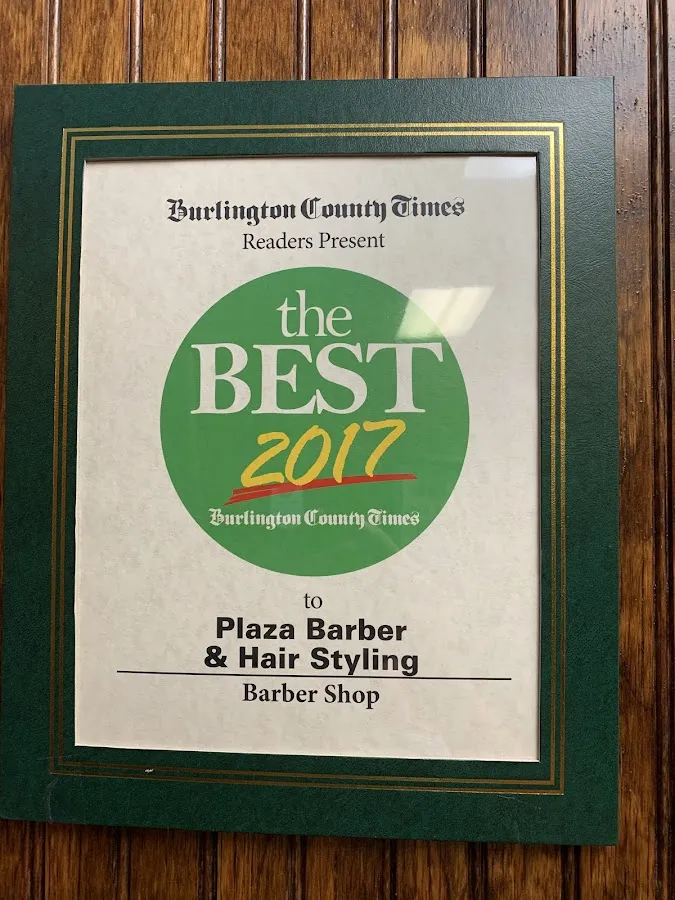 Burlington County Times
Readers Present
the
BEST
2017
Burlington County Times
to
Plaza Barber
& Hair Styling
Barber Shop